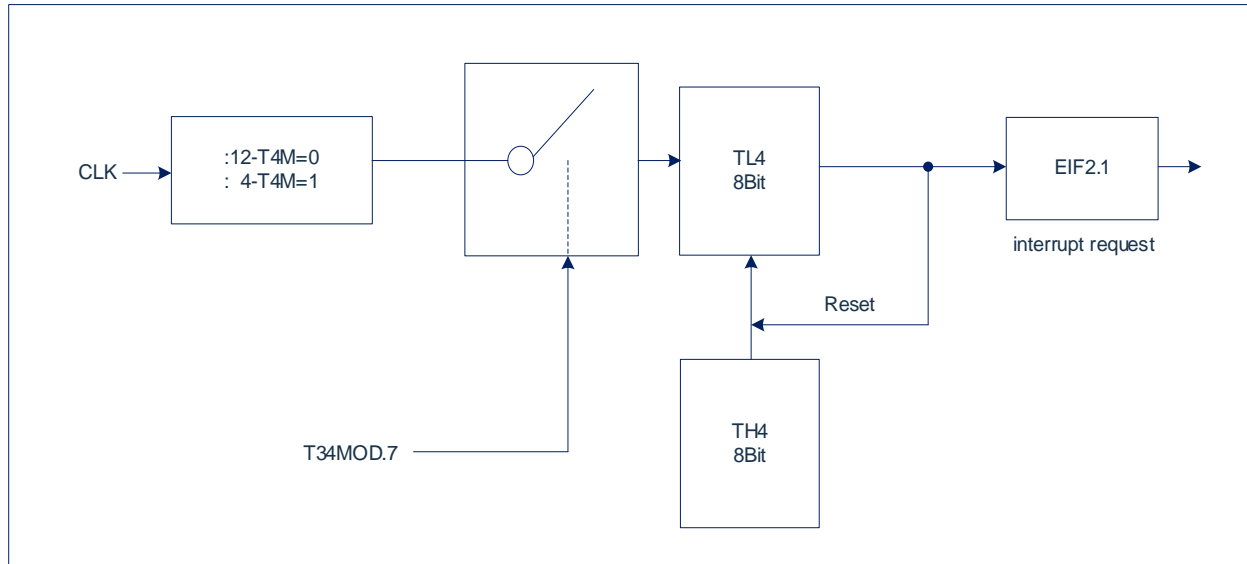 CLK
:12-T4M=0
: 4-T4M=1
TL4
8Bit
EIF2.1
interrupt request
Reset
TH4
8Bit
T34MOD.7